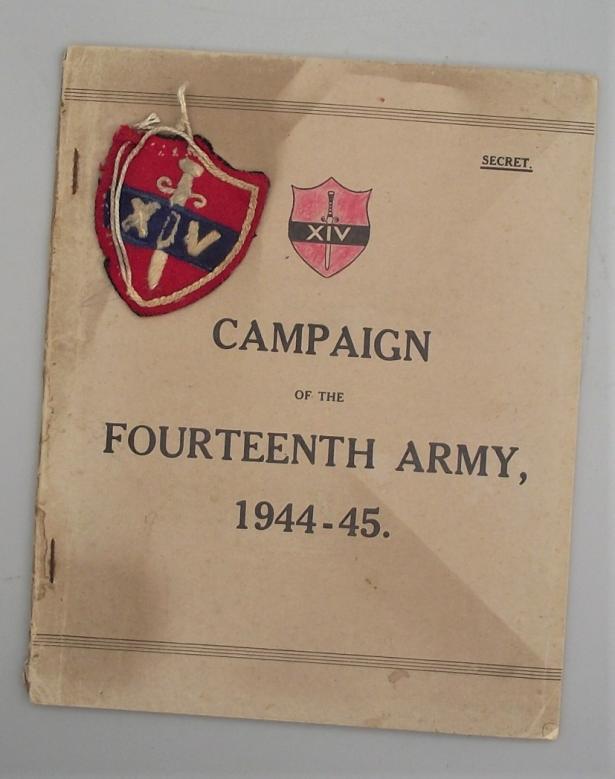 SECRET.
XIV
XIV
CAMPAIGN
OF THE
FOURTEENTH ARMY,
1944-45.